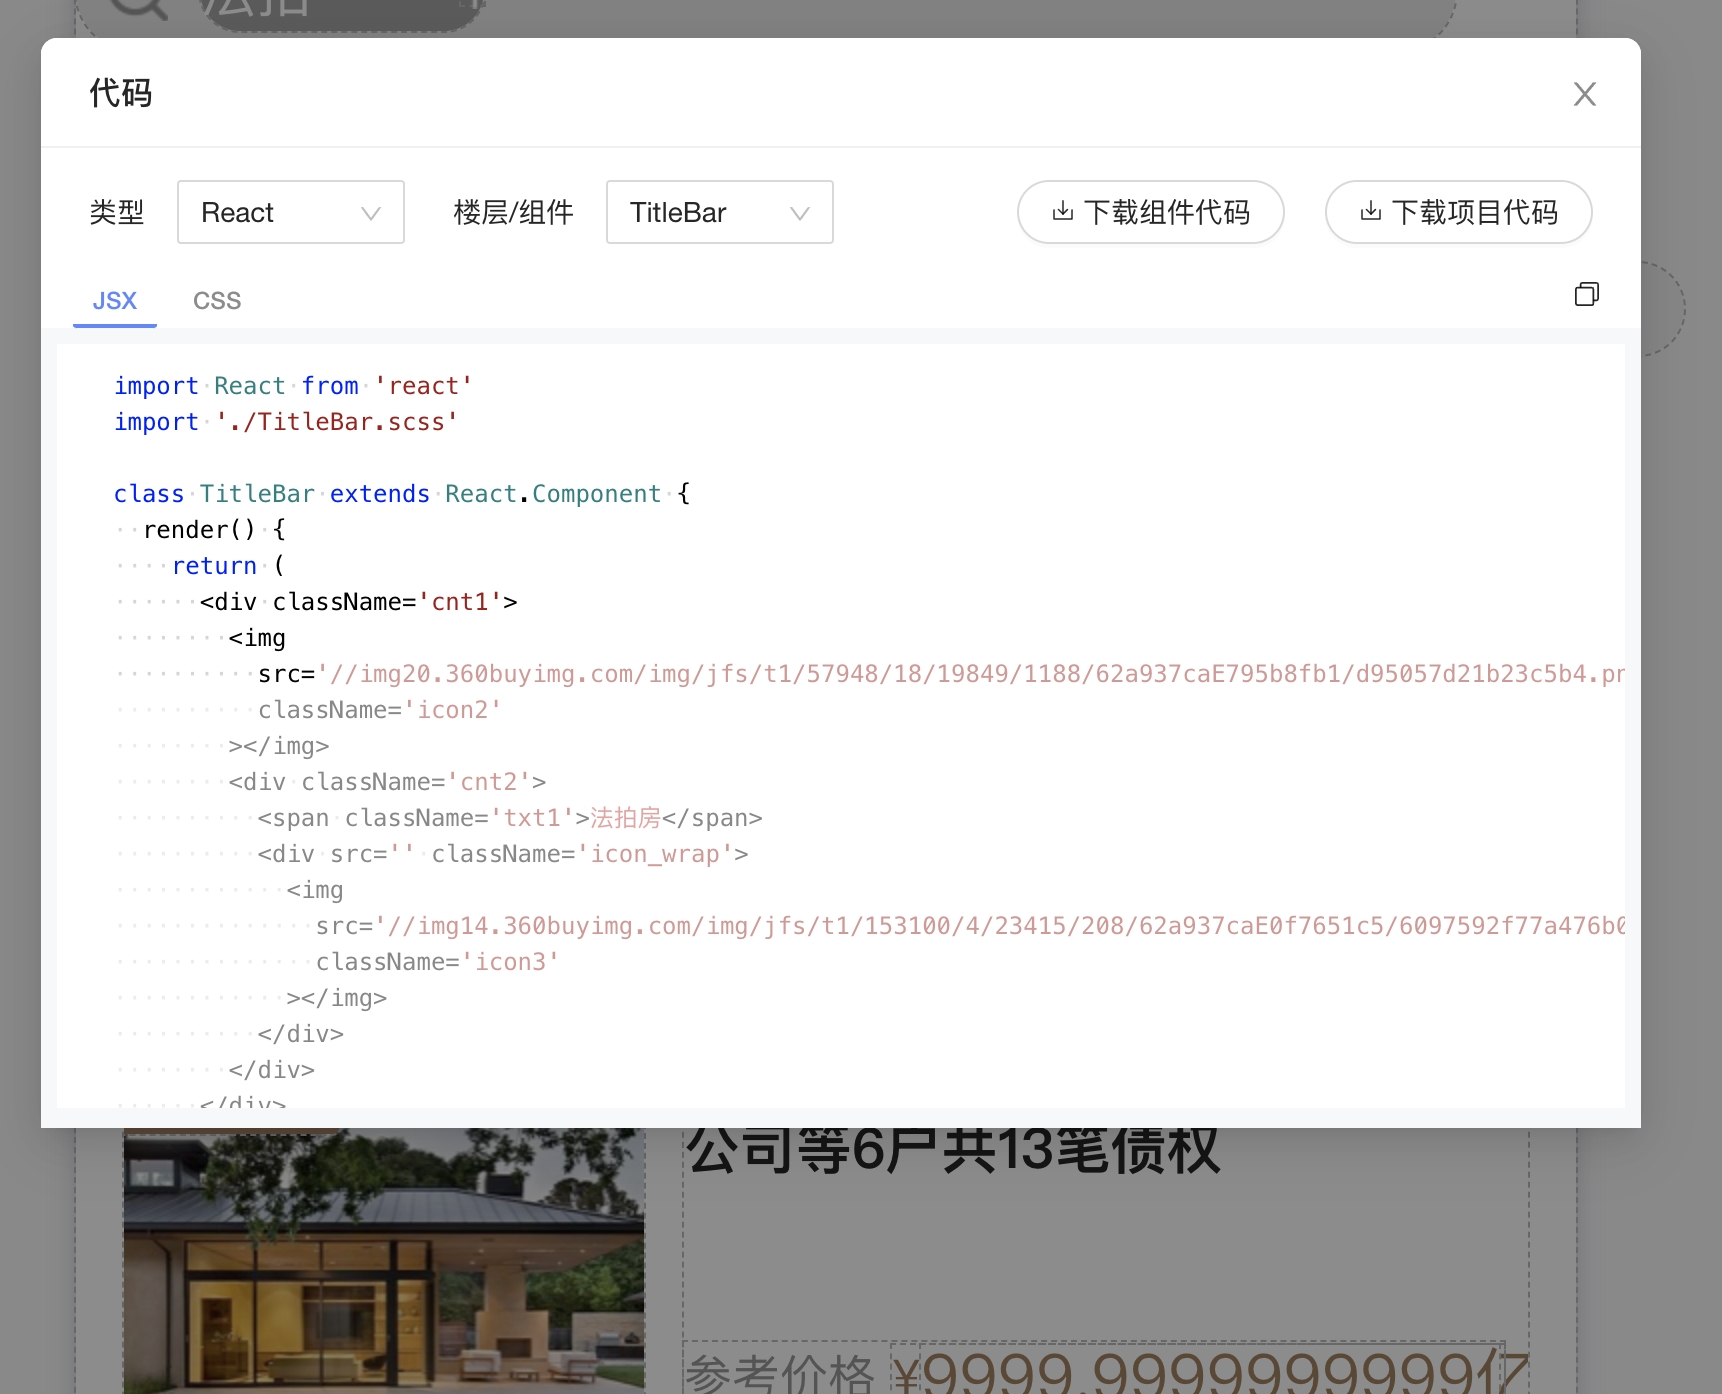 法拍
代码
类型 React 楼层/组件 TitleBar 下载组件代码 下载项目代码
JSX CSS
import React from 'react'
import './TitleBar.scss'
class TitleBar extends React.Component {
render() {
return (
<div className='cnt1'>
<img
src='//img20.360buyimg.com/img/jfs/t1/57948/18/19849/1188/62a937caE795b8fb1/d95057d21b23c5b4.pr
className='icon2'
></img>
<div className='cnt2'>
<span className='txt1'>法拍房</span>
<div src='' className='icon_wrap'>
<img
src='//img14.360buyimg.com/img/jfs/t1/153100/4/23415/208/62a937caE0f7651c5/6097592f77a476b0
className='icon3'
></img>
</div>
</div>
</div>
公司等6户共13笔债权
参考价格 ¥9999.9999999999亿